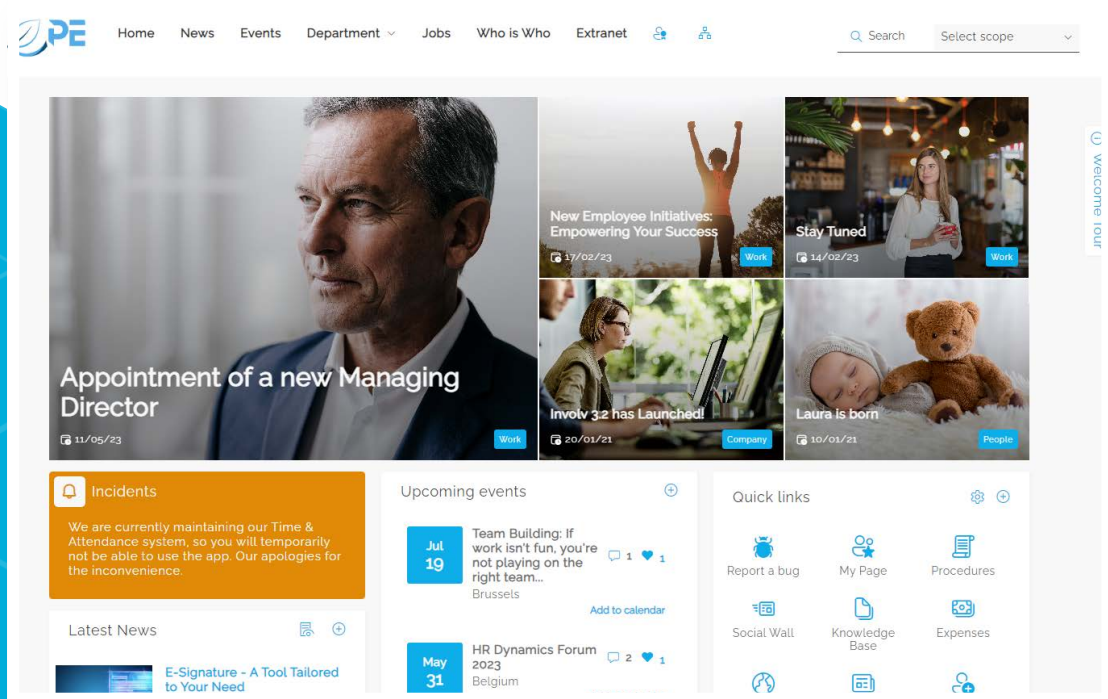 PE
Home News Events Department Jobs Who is Who Extranet
Search Select scope
Welcome Tour
Appointment of a new Managing
Director
11/05/23
Work
New Employee Initiatives:
Empowering Your Success
17/02/23
Work
Stay Tuned
14/02/23
Work
Involv 3.2 has Launched!
20/01/21
Company
Laura is born
10/01/21
People
Incidents
We are currently maintaining our Time &
Attendance system, so you will temporarily
not be able to use the app. Our apologies for
the inconvenience.
Latest News
E-Signature - A Tool Tailored
to Your Need
Upcoming events
Jul
19
Team Building: If
work isn't fun, you're
not playing on the
right team...
Brussels
1 1
Add to calendar
May
31
HR Dynamics Forum
2023
Belgium
2 1
Quick links
Report a bug My Page Procedures
Social Wall Knowledge
Base Expenses